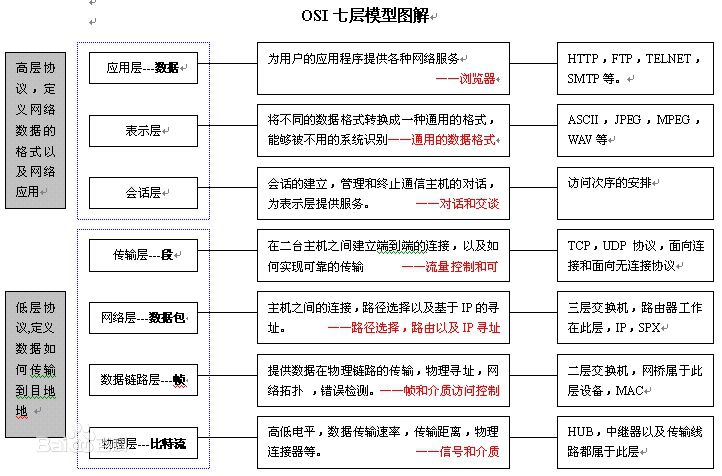 OSI 七层模型图解
高层协
议，定
义网络
数据的
格式以
及网络
应用
应用层---数据
为用户的应用程序提供各种网络服务
——浏览器
HTTP，FTP，TELNET，
SMTP 等。
表示层
将不同的数据格式转换成一种通用的格式，
能够被不用的系统识别——通用的数据格式
ASCII，JPEG，MPEG，
WAV 等
会话层
会话的建立，管理和终止通信主机的对话，
为表示层提供服务。 ——对话和交谈
访问次序的安排
低层协
议,定义
数据如
何传输
到目地
地
传输层---段
在二台主机之间建立端到端的连接，以及如
何实现可靠的传输 ——流量控制和可
TCP，UDP 协议，面向连
接和面向无连接协议
网络层---数据包
主机之间的连接，路径选择以及基于 IP 的寻
址。 ——路径选择，路由以及 IP 寻址
三层交换机，路由器工作
在此层，IP，SPX
数据链路层---帧
提供数据在物理链路的传输，物理寻址，网
络拓扑 ，错误检测。——帧和介质访问控制
二层交换机，网桥属于此
层设备，MAC
物理层---比特流
高低电平，数据传输速率，传输距离，物理
连接器等。 ——信号和介质
HUB，中继器以及传输线
路都属于此层